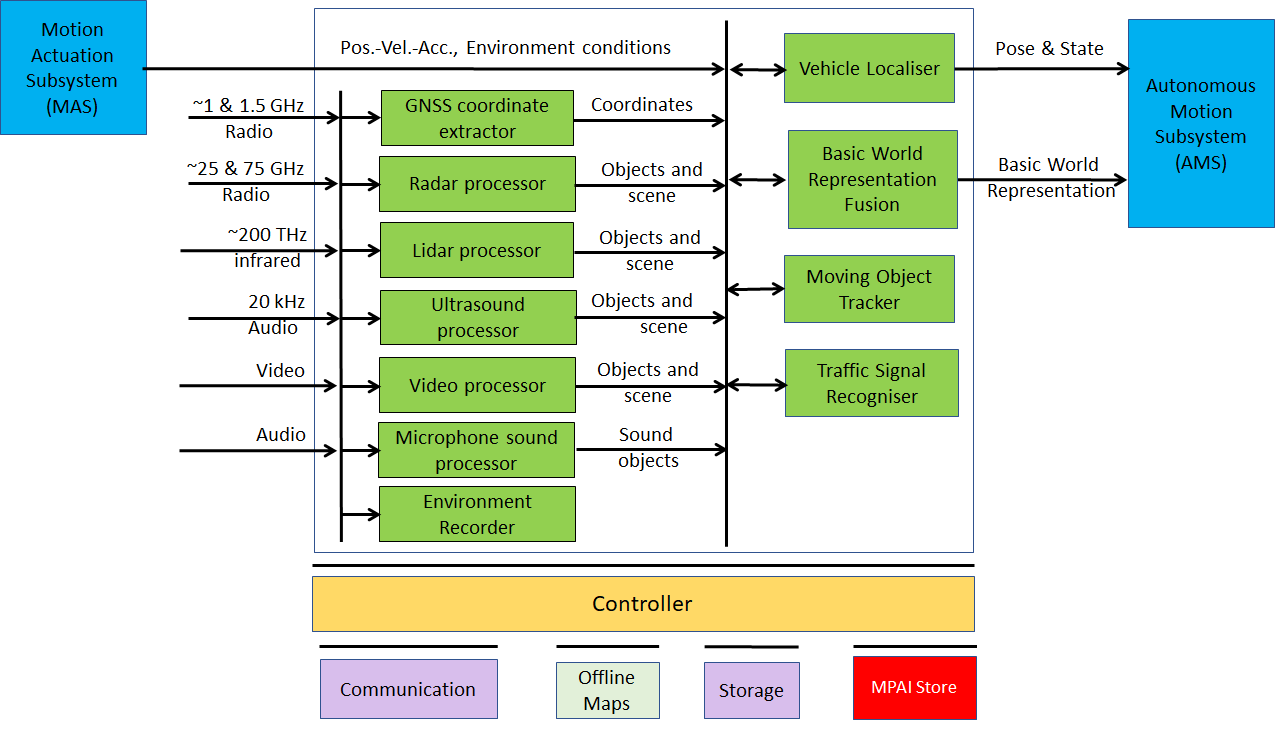 Motion
Actuation
Subsystem
(MAS)
Pos.-Vel.-Acc., Environment conditions
Vehicle Localiser
Pose & State
Autonomous
Motion
Subsystem
(AMS)
~1 & 1.5 GHz
Radio
GNSS coordinate
extractor
Coordinates
~25 & 75 GHz
Radio
Radar processor
Objects and
scene
Basic World
Representation
Fusion
Basic World
Representation
~200 THz
infrared
Lidar processor
Objects and
scene
Moving Object
Tracker
20 kHz
Audio
Ultrasound
processor
Objects and
scene
Video
Video processor
Objects and
scene
Traffic Signal
Recogniser
Audio
Microphone sound
processor
Sound
objects
Environment
Recorder
Controller
Communication
Offline
Maps
Storage
MPAI Store